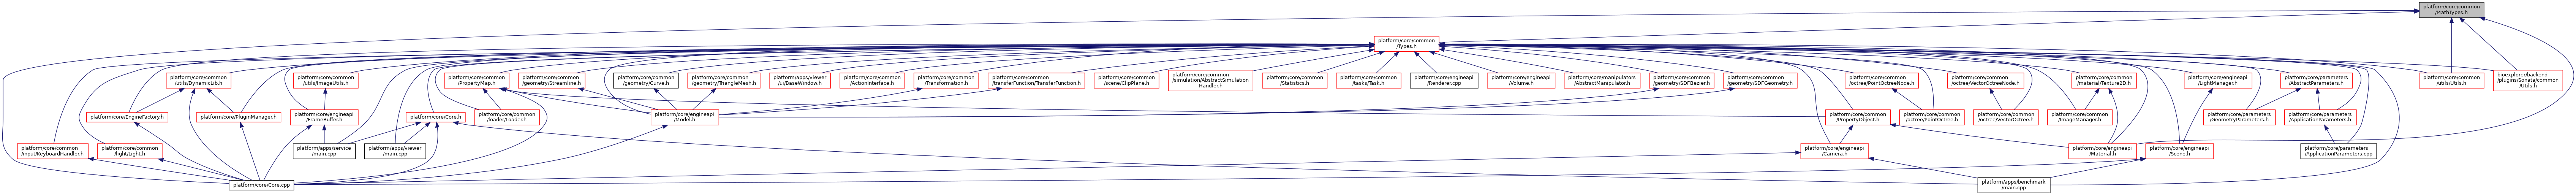 platform/core/common
/MathTypes.h
platform/core/common
/Types.h
platform/core/common
/utils/DynamicLib.h
platform/core/common
/utils/ImageUtils.h
platform/core/common
/PropertyMap.h
platform/core/common
/geometry/Streamline.h
platform/core/common
/geometry/Curve.h
platform/core/common
/geometry/TriangleMesh.h
platform/apps/viewer
/ui/BaseWindow.h
platform/core/common
/ActionInterface.h
platform/core/common
/Transformation.h
platform/core/common
/transferFunction/TransferFunction.h
platform/core/common
/scene/ClipPlane.h
platform/core/common
/simulation/AbstractSimulation
Handler.h
platform/core/common
/Statistics.h
platform/core/common
/tasks/Task.h
platform/core/engineapi
/Renderer.cpp
platform/core/engineapi
/Volume.h
platform/core/manipulators
/AbstractManipulator.h
platform/core/common
/geometry/SDFBezier.h
platform/core/common
/geometry/SDFGeometry.h
platform/core/common
/octree/PointOctreeNode.h
platform/core/common
/octree/VectorOctreeNode.h
platform/core/common
/material/Texture2D.h
platform/core/engineapi
/LightManager.h
platform/core/parameters
/AbstractParameters.h
platform/core/common
/utils/Utils.h
bioexplorer/backend
/plugins/Sonata/common
/Utils.h
platform/core/EngineFactory.h
platform/core/PluginManager.h
platform/core/engineapi
/FrameBuffer.h
platform/core/Core.h
platform/core/common
/loader/Loader.h
platform/core/engineapi
/Model.h
platform/core/common
/PropertyObject.h
platform/core/common
/octree/PointOctree.h
platform/core/common
/octree/VectorOctree.h
platform/core/common
/ImageManager.h
platform/core/parameters
/GeometryParameters.h
platform/core/parameters
/ApplicationParameters.h
platform/core/common
/input/KeyboardHandler.h
platform/core/common
/light/Light.h
platform/apps/service
/main.cpp
platform/apps/viewer
/main.cpp
platform/core/engineapi
/Camera.h
platform/core/engineapi
/Material.h
platform/core/engineapi
/Scene.h
platform/core/parameters
/ApplicationParameters.cpp
platform/core/Core.cpp
platform/apps/benchmark
/main.cpp